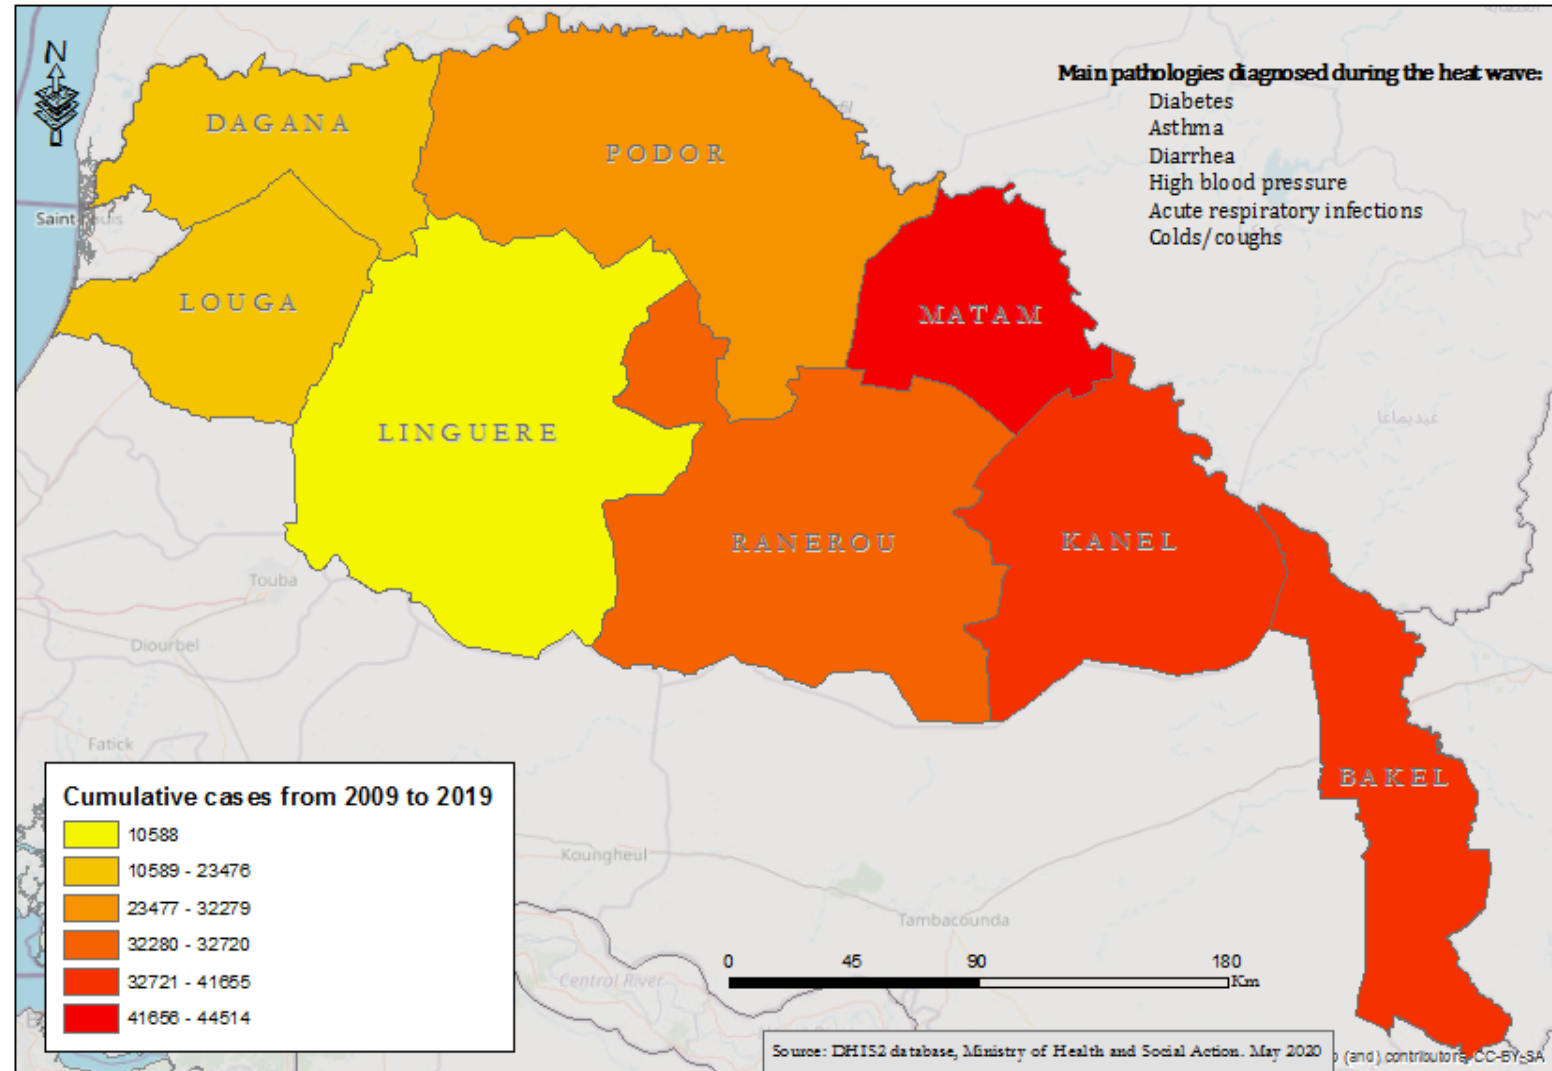 N
Main pathologies diagnosed during the heat wave:
Diabetes
Asthma
Diarrhea
High blood pressure
Acute respiratory infections
Colds/coughs
DAGANA
PODOR
Saint
LOUGA
MATAM
LINGUERE
RANEROU
KANEL
Touba
Diourbel
Fatick
BAKEL
Cumulative cases from 2009 to 2019
10588
10589 - 23476
23477 - 32279
32280 - 32720
32721 - 41655
41656 - 44514
Koungheul
Tambacounda
Central River
0 45 90 180
Km
Source: DHIS2 database, Ministry of Health and Social Action. May 2020
(and) contributors, CC-BY-SA